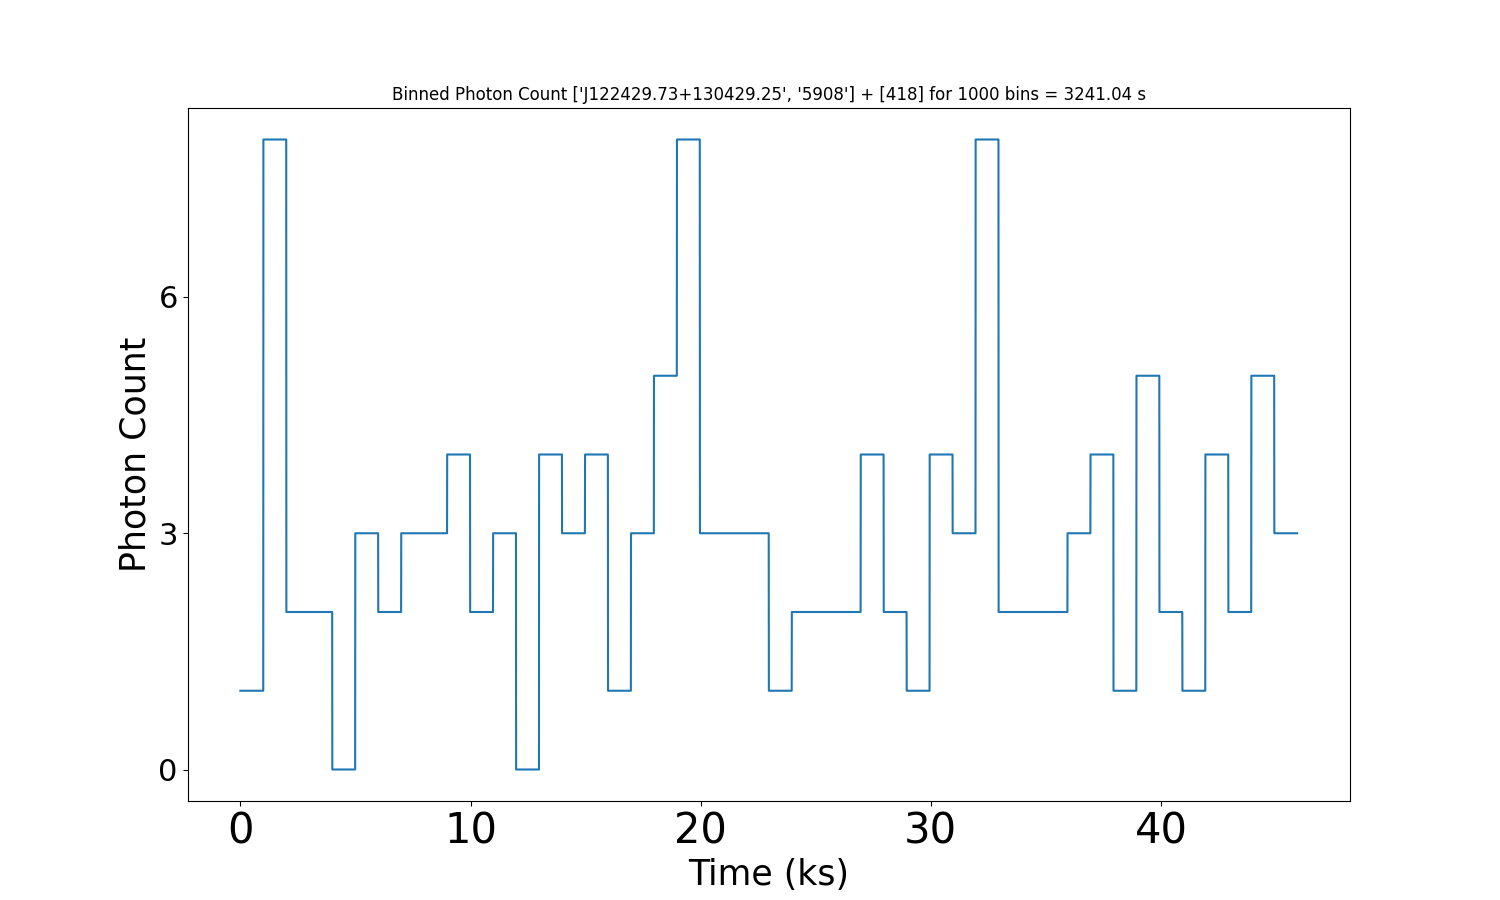 Binned Photon Count ['J122429.73+130429.25', '5908'] + [418] for 1000 bins = 3241.04 s
6
3
0
Photon Count
0 10 20 30 40
Time (ks)